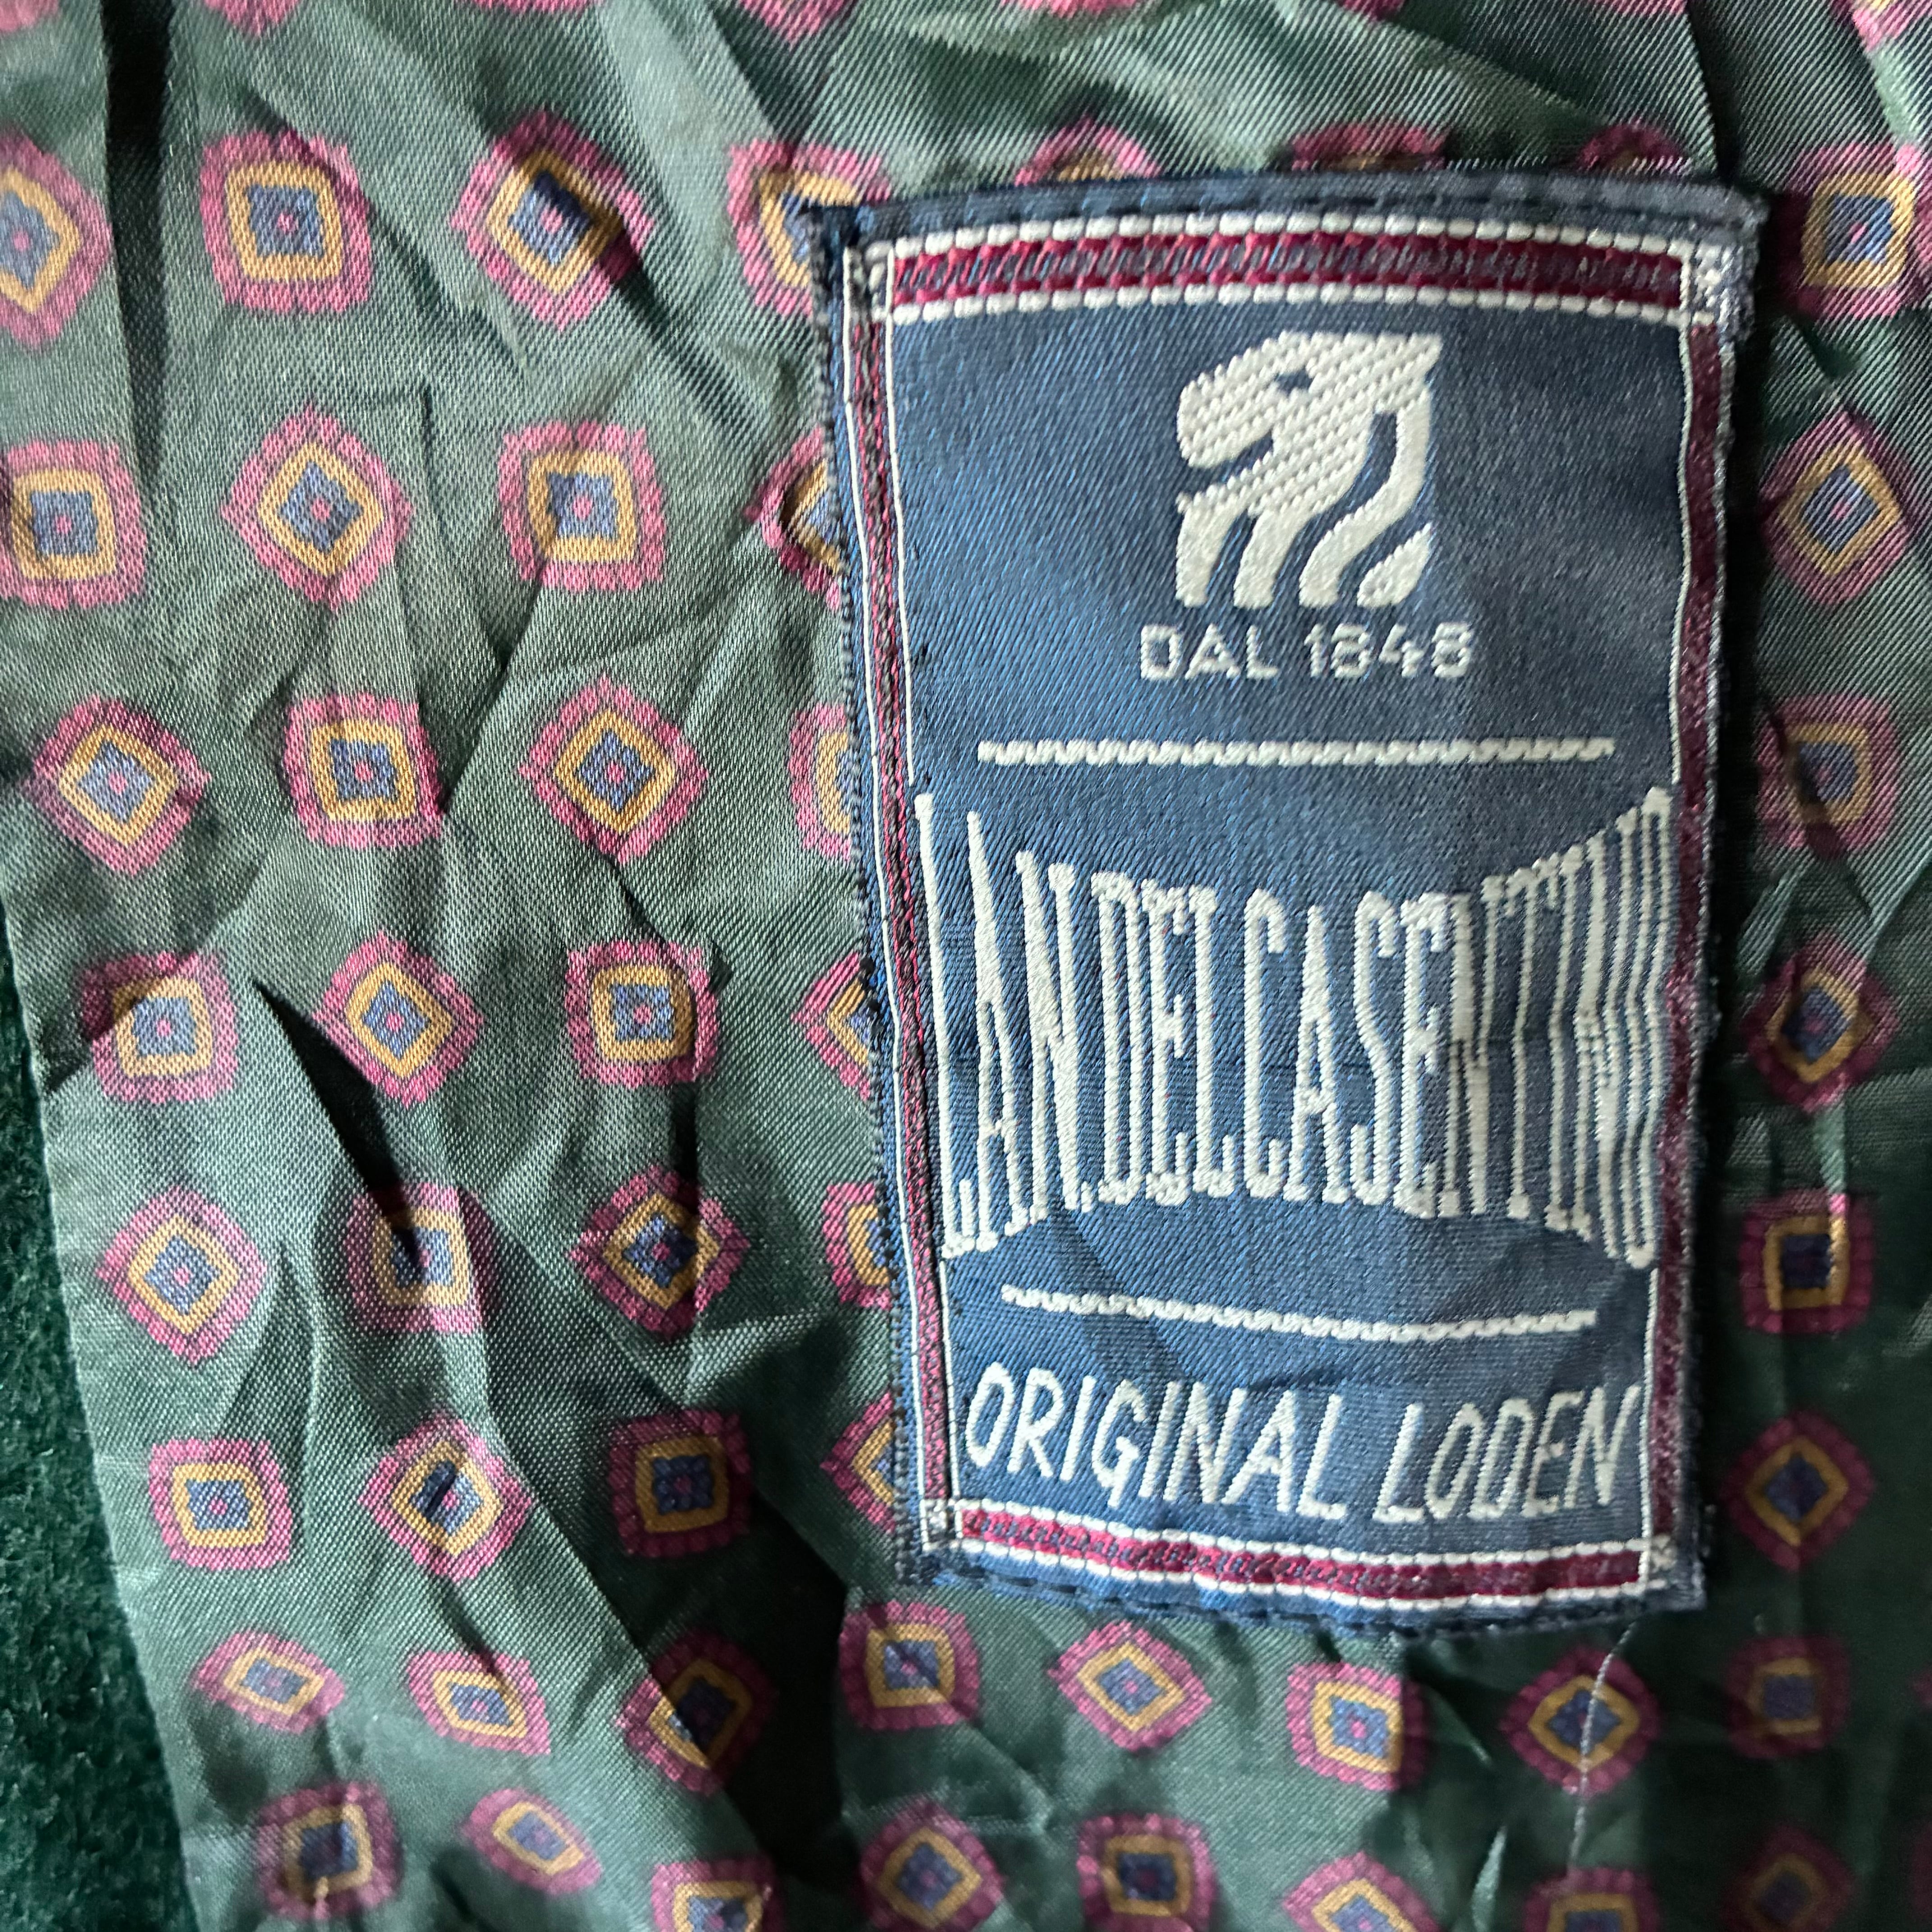 DAL 1848
LAN.DEL CASENTINO
ORIGINAL LODEN